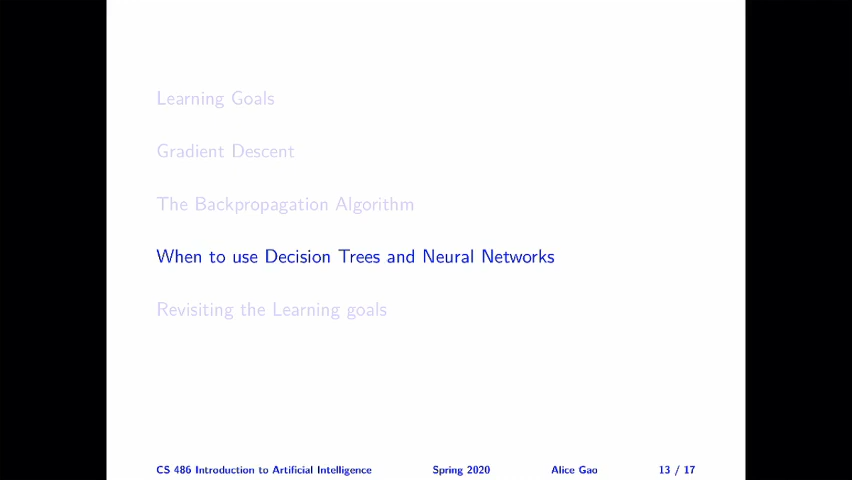 Learning Goals
Gradient Descent
The Backpropagation Algorithm
When to use Decision Trees and Neural Networks
Revisiting the Learning goals
CS 486 Introduction to Artificial Intelligence Spring 2020 Alice Gao 13 / 17